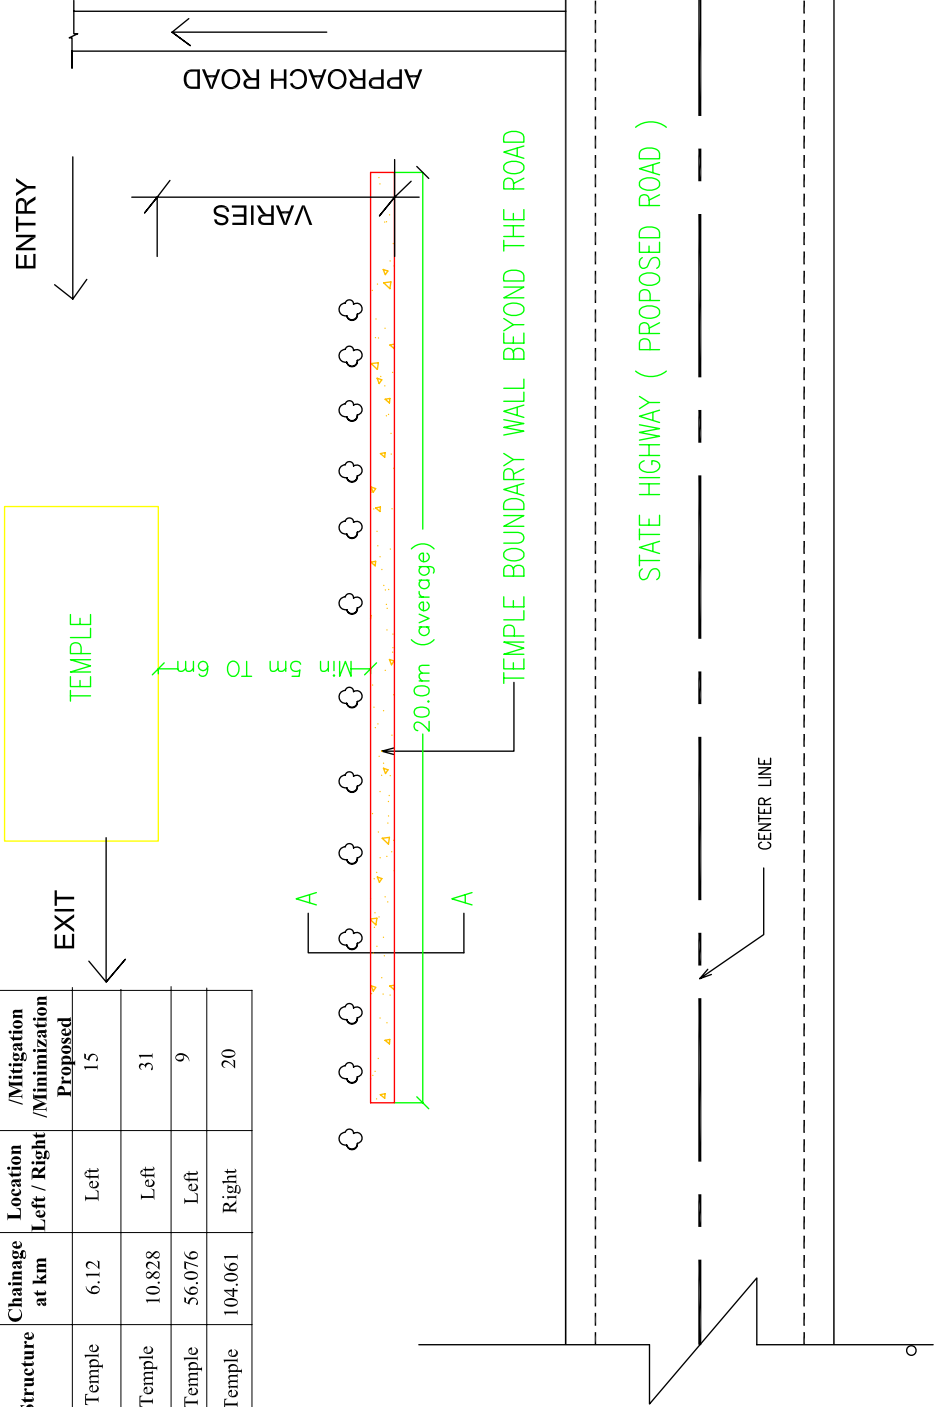 APPROACH ROAD
ENTRY
VARIES
TEMPLE
Min 5m TO 6m
20.0m (average)
TEMPLE BOUNDARY WALL BEYOND THE ROAD
STATE HIGHWAY ( PROPOSED ROAD )
CENTER LINE
EXIT
A
A
Structure Chainage at km Location Left / Right /Mitigation /Minimization Proposed
Temple 6.12 Left 15
Temple 10.828 Left 31
Temple 56.076 Left 9
Temple 104.061 Right 20